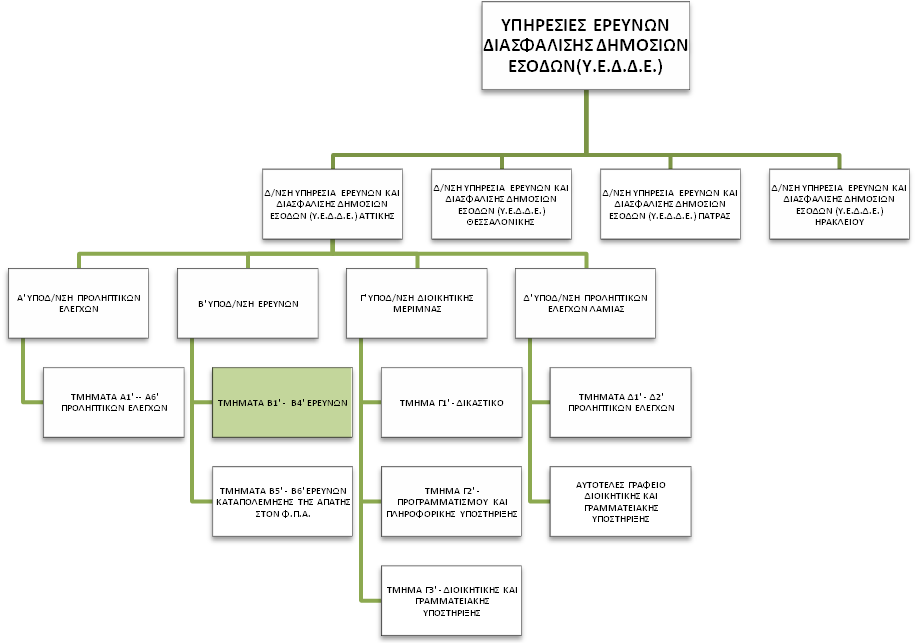 ΥΠΗΡΕΣΙΕΣ ΕΡΕΥΝΩΝ
ΔΙΑΣΦΑΛΙΣΗΣ ΔΗΜΟΣΙΩΝ
ΕΣΟΔΩΝ(Υ.Ε.Δ.Δ.Ε.)
Δ/ΝΣΗ ΥΠΗΡΕΣΙΑ ΕΡΕΥΝΩΝ ΚΑΙ
ΔΙΑΣΦΑΛΙΣΗΣ ΔΗΜΟΣΙΩΝ
ΕΣΟΔΩΝ (Υ.Ε.Δ.Δ.Ε.) ΑΤΤΙΚΗΣ
Δ/ΝΣΗ ΥΠΗΡΕΣΙΑ ΕΡΕΥΝΩΝ ΚΑΙ
ΔΙΑΣΦΑΛΙΣΗΣ ΔΗΜΟΣΙΩΝ
ΕΣΟΔΩΝ (Υ.Ε.Δ.Δ.Ε.)
ΘΕΣΣΑΛΟΝΙΚΗΣ
Δ/ΝΣΗ ΥΠΗΡΕΣΙΑ ΕΡΕΥΝΩΝ ΚΑΙ
ΔΙΑΣΦΑΛΙΣΗΣ ΔΗΜΟΣΙΩΝ
ΕΣΟΔΩΝ (Υ.Ε.Δ.Δ.Ε.) ΠΑΤΡΑΣ
Δ/ΝΣΗ ΥΠΗΡΕΣΙΑ ΕΡΕΥΝΩΝ ΚΑΙ
ΔΙΑΣΦΑΛΙΣΗΣ ΔΗΜΟΣΙΩΝ
ΕΣΟΔΩΝ (Υ.Ε.Δ.Δ.Ε.)
ΗΡΑΚΛΕΙΟΥ
Α' ΥΠΟΔ/ΝΣΗ ΠΡΟΛΗΠΤΙΚΩΝ
ΕΛΕΓΧΩΝ
Β' ΥΠΟΔ/ΝΣΗ ΕΡΕΥΝΩΝ
Γ' ΥΠΟΔ/ΝΣΗ ΔΙΟΙΚΗΤΙΚΗΣ
ΜΕΡΙΜΝΑΣ
Δ' ΥΠΟΔ/ΝΣΗ ΠΡΟΛΗΠΤΙΚΩΝ
ΕΛΕΓΧΩΝ ΛΑΜΙΑΣ
ΤΜΗΜΑΤΑ Α1' -- Α6'
ΠΡΟΛΗΠΤΙΚΩΝ ΕΛΕΓΧΩΝ
ΤΜΗΜΑΤΑ Β1' - Β4' ΕΡΕΥΝΩΝ
ΤΜΗΜΑ Γ1' - ΔΙΚΑΣΤΙΚΟ
ΤΜΗΜΑΤΑ Δ1' - Δ2'
ΠΡΟΛΗΠΤΙΚΩΝ ΕΛΕΓΧΩΝ
ΤΜΗΜΑΤΑ Β5' - Β6' ΕΡΕΥΝΩΝ
ΚΑΤΑΠΟΛΕΜΗΣΗΣ ΤΗΣ ΑΠΑΤΗΣ
ΣΤΟΝ Φ.Π.Α.
ΤΜΗΜΑ Γ2' -
ΠΡΟΓΡΑΜΜΑΤΙΣΜΟΥ ΚΑΙ
ΠΛΗΡΟΦΟΡΙΚΗΣ ΥΠΟΣΤΗΡΙΞΗΣ
ΑΥΤΟΤΕΛΕΣ ΓΡΑΦΕΙΟ
ΔΙΟΙΚΗΤΙΚΗΣ ΚΑΙ
ΓΡΑΜΜΑΤΕΙΑΚΗΣ
ΥΠΟΣΤΗΡΙΞΗΣ
ΤΜΗΜΑ Γ3' - ΔΙΟΙΚΗΤΙΚΗΣ ΚΑΙ
ΓΡΑΜΜΑΤΕΙΑΚΗΣ
ΥΠΟΣΤΗΡΙΞΗΣ